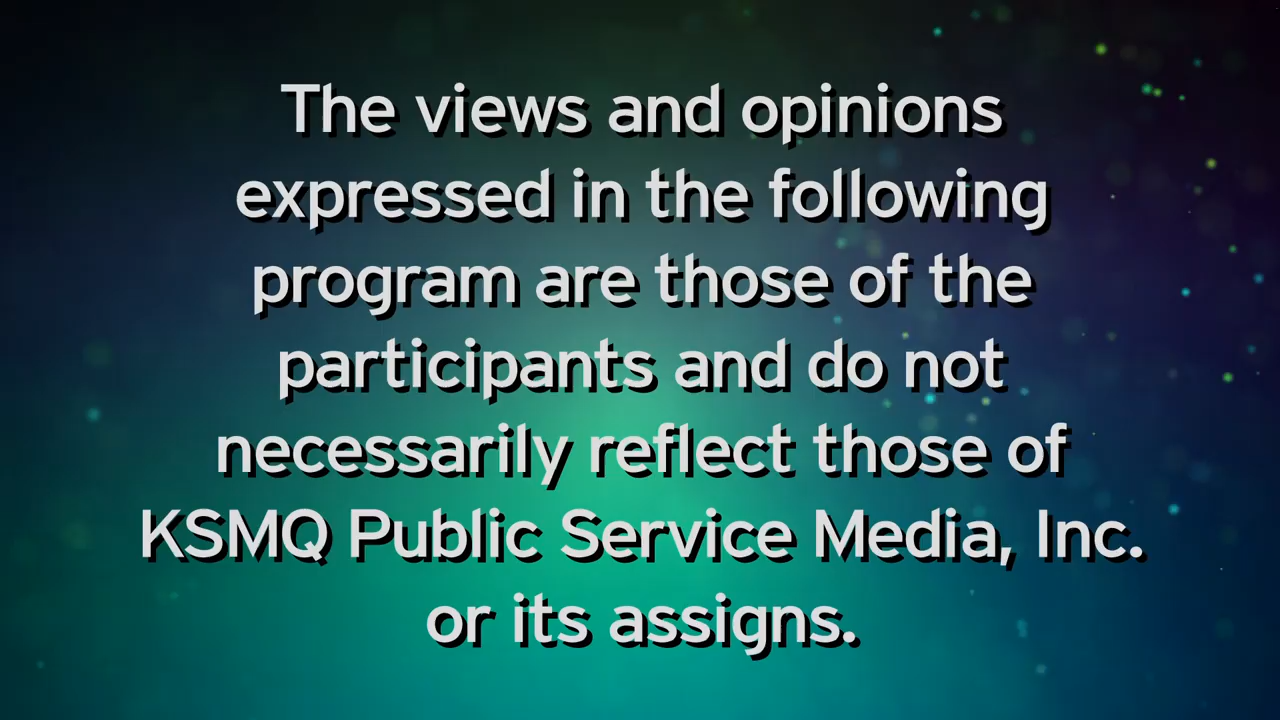 The views and opinions
expressed in the following
program are those of the
participants and do not
necessarily reflect those of
KSMQ Public Service Media, Inc.
or its assigns.